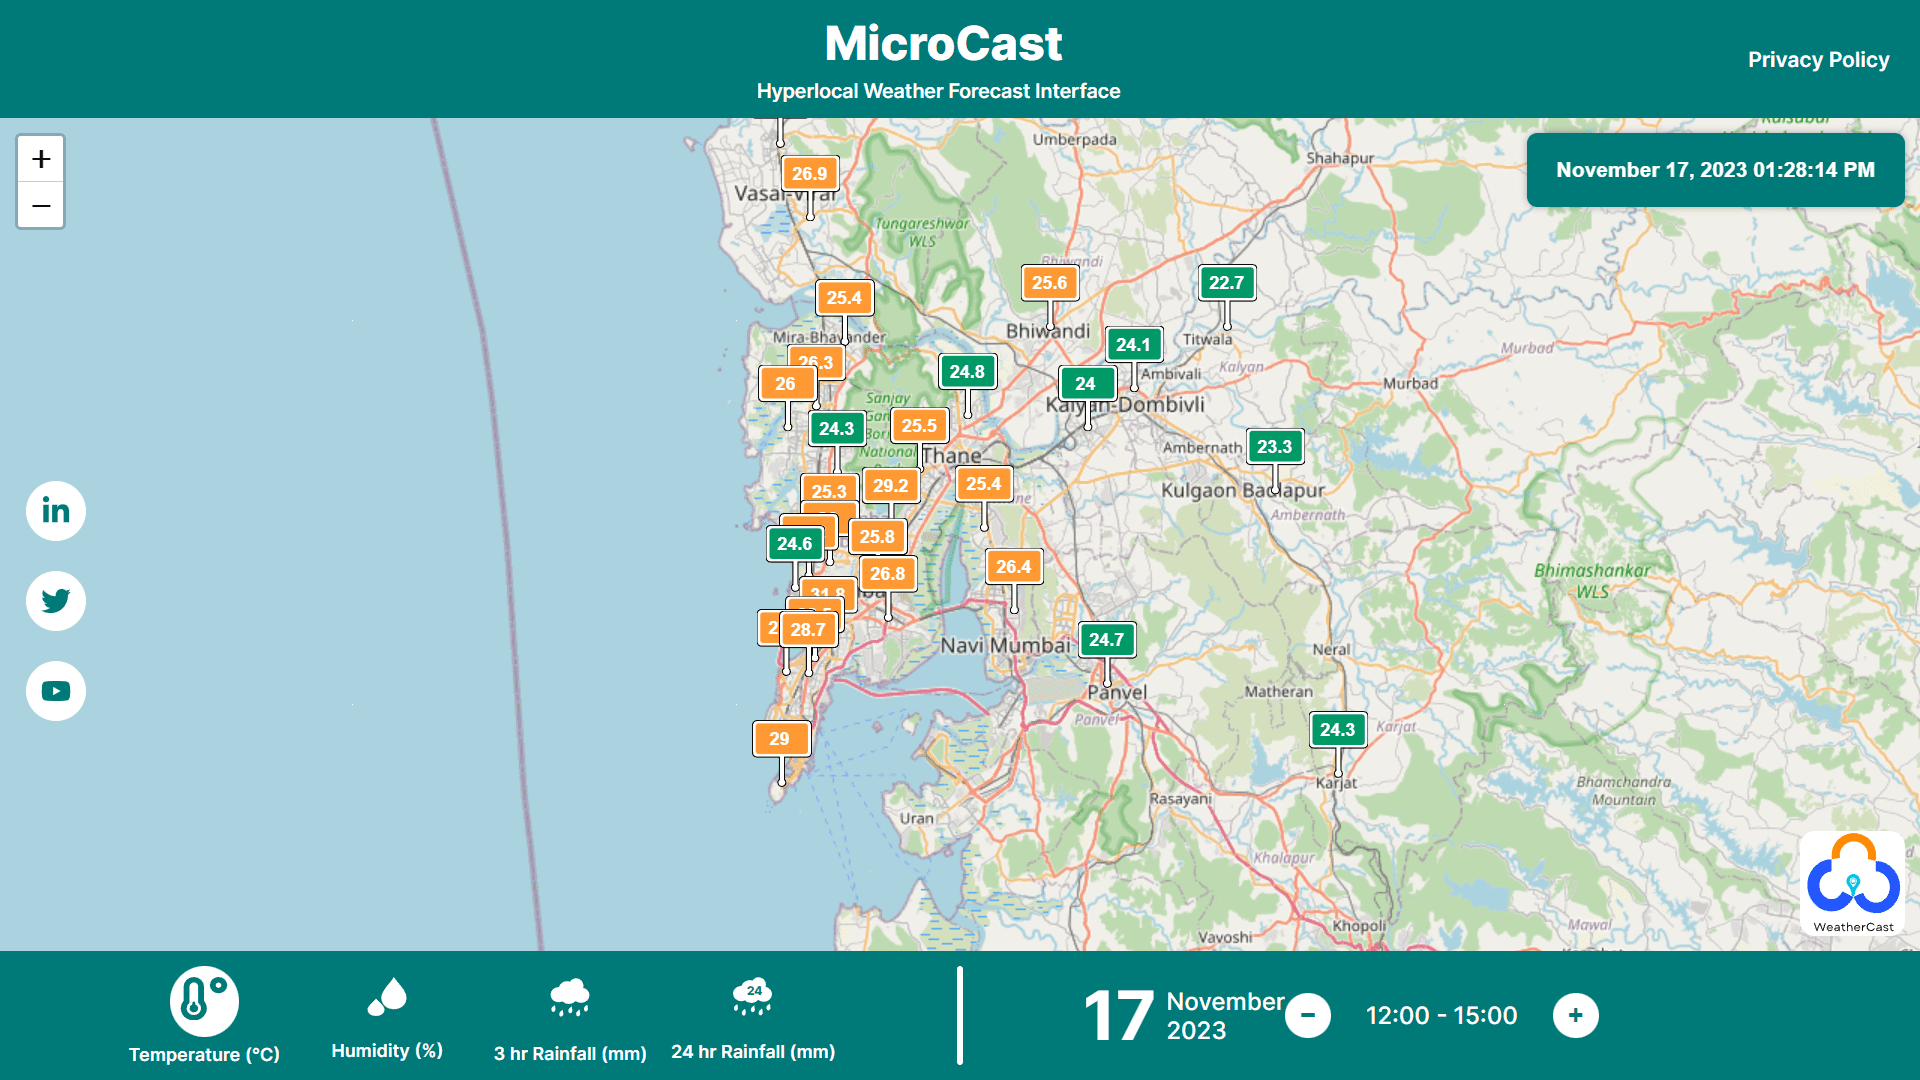 MicroCast
Hyperlocal Weather Forecast Interface
Privacy Policy
+
−
November 17, 2023 01:28:14 PM
Umberpada
Shahapur
26.9
Vasai-Virar
Tungareshwar
WLS
Bhiwandi
25.6
22.7
25.4
Bhiwandi
Mira-Bhayander
24.1
Titwala
Murbad
26.3
24.8
Ambivali
Kalyan
26
24
Murbad
Sanjay
Kalyan-Dombivli
24.3
25.5
National
Thane
Ambernath
23.3
25.3
29.2
25.4
Kulgaon Badlapur
Ambernath
25.8
24.6
26.4
26.8
Bhimashankar
WLS
31.8
28.7
Navi Mumbai
24.7
Neral
Panvel
Matheran
Panvel
24.3
Karjat
29
Karjat
Bhamchandra
Mountain
Rasayani
Uran
Khalapur
Mawal
Khopoli
Vavoshi
WeatherCast
Temperature (°C)
Humidity (%)
3 hr Rainfall (mm)
24
24 hr Rainfall (mm)
17
November
2023
−
12:00 - 15:00
+